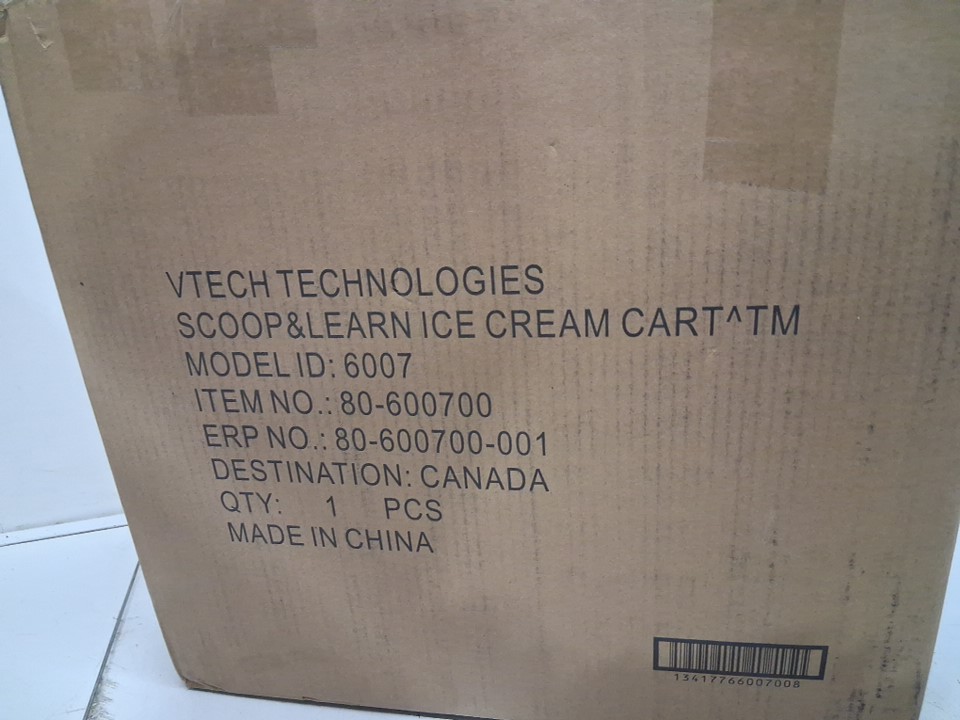 VTECH TECHNOLOGIES
SCOOP&LEARN ICE CREAM CART^TM
MODEL ID: 6007
ITEM NO.: 80-600700
ERP NO.: 80-600700-001
DESTINATION: CANADA
QTY: 1 PCS
MADE IN CHINA
13417766007008